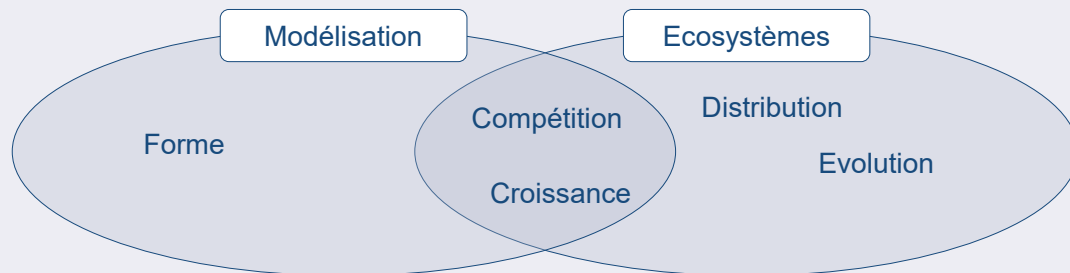 Modélisation
Ecosystèmes
Forme
Compétition
Croissance
Distribution
Evolution